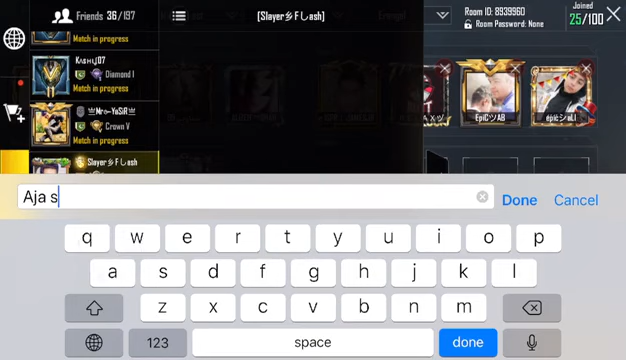 Friends 36/197
[Slayer乡FしAsh]
Room ID: 8939960
Room Password: None
Joined
25/100
Match in progress
Diamond I
Match in progress
Crown V
Match in progress
Slayer乡FしAsh
EpiCツAB
Aja s
Done
Cancel
q w e r t y u i o p
a s d f g h j k l
z x c v b n m
123
space
done